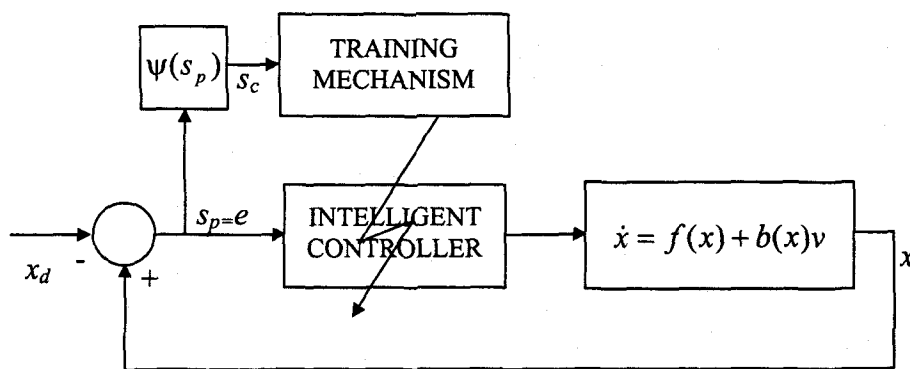 TRAINING
MECHANISM
ψ(s_p)
s_c
s_p=e
INTELLIGENT
CONTROLLER
ẋ = f(x) + b(x)v
x
x_d
-
+